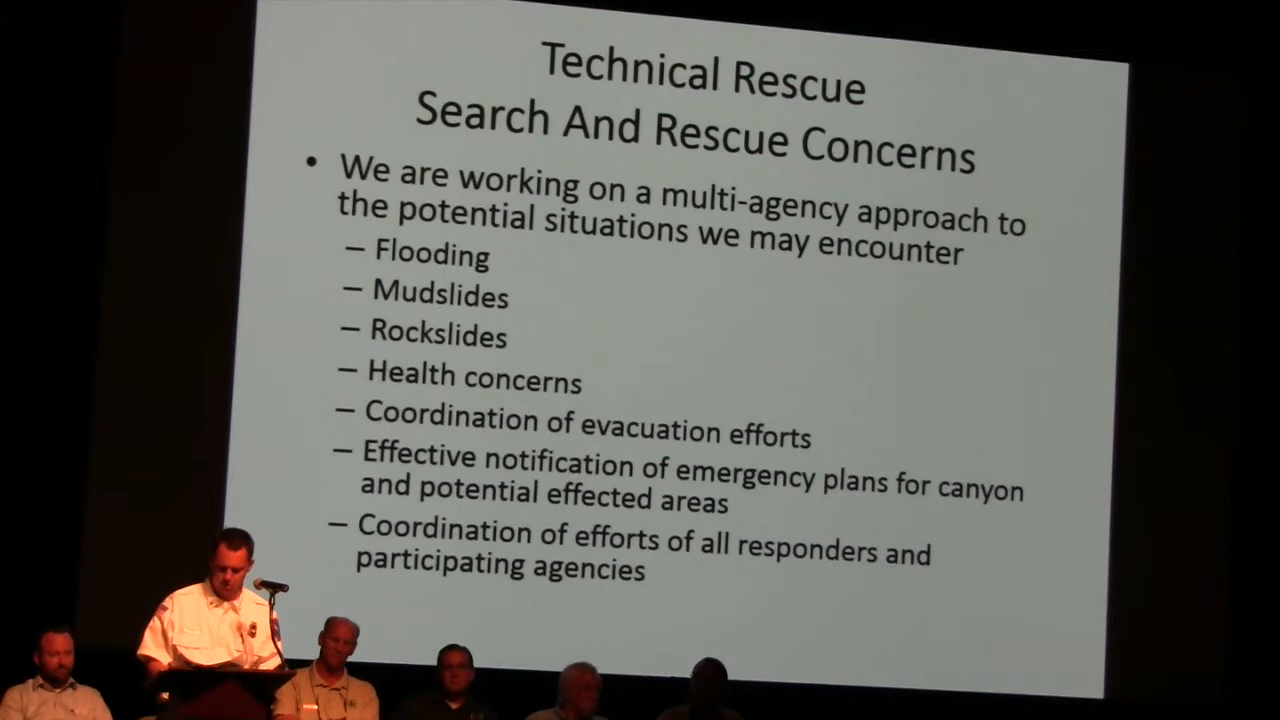 Technical Rescue
Search And Rescue Concerns
• We are working on a multi-agency approach to
the potential situations we may encounter
– Flooding
– Mudslides
– Rockslides
– Health concerns
– Coordination of evacuation efforts
– Effective notification of emergency plans for canyon
and potential effected areas
– Coordination of efforts of all responders and
participating agencies